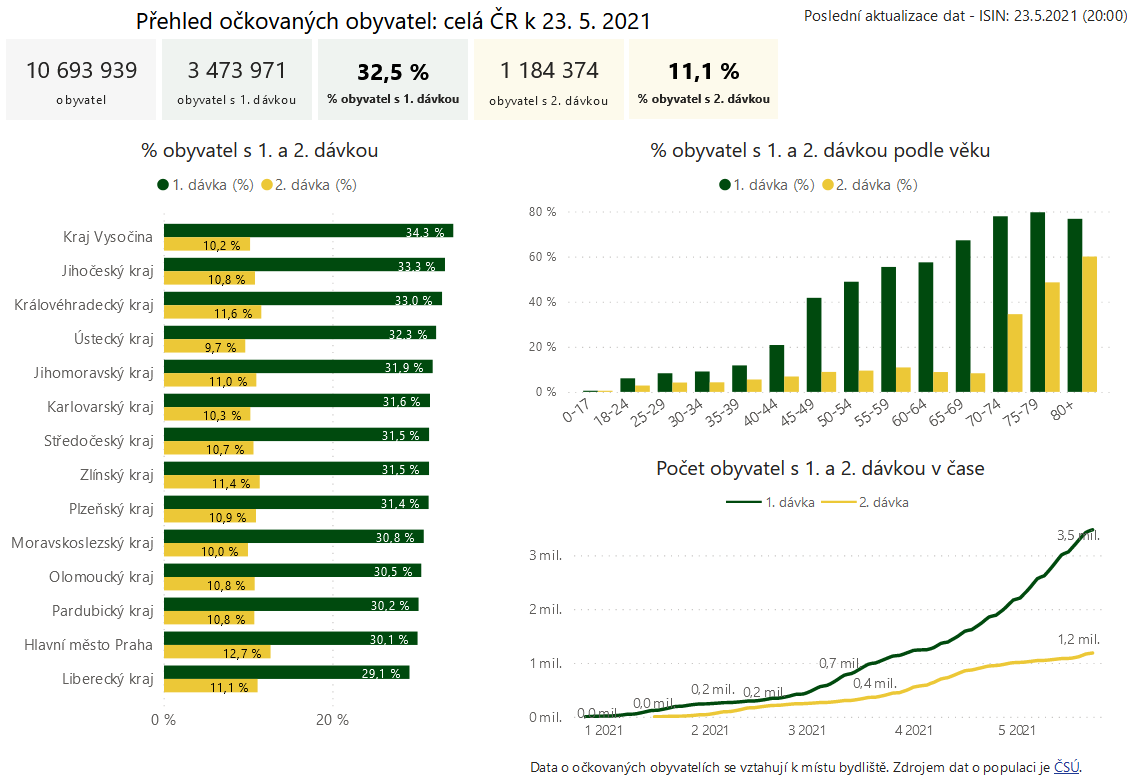 Přehled očkovaných obyvatel: celá ČR k 23. 5. 2021
Poslední aktualizace dat - ISIN: 23.5.2021 (20:00)
10 693 939
obyvatel
3 473 971
obyvatel s 1. dávkou
32,5 %
% obyvatel s 1. dávkou
1 184 374
obyvatel s 2. dávkou
11,1 %
% obyvatel s 2. dávkou
% obyvatel s 1. a 2. dávkou
1. dávka (%) 2. dávka (%)
Kraj Vysočina 34,3 %
10,2 %
Jihočeský kraj 33,3 %
10,8 %
Královéhradecký kraj 33,0 %
11,6 %
Ústecký kraj 32,3 %
9,7 %
Jihomoravský kraj 31,9 %
11,0 %
Karlovarský kraj 31,6 %
10,3 %
Středočeský kraj 31,5 %
10,7 %
Zlínský kraj 31,5 %
11,4 %
Plzeňský kraj 31,4 %
10,9 %
Moravskoslezský kraj 30,8 %
10,0 %
Olomoucký kraj 30,5 %
10,8 %
Pardubický kraj 30,2 %
10,8 %
Hlavní město Praha 30,1 %
12,7 %
Liberecký kraj 29,1 %
11,1 %
0 % 20 %
% obyvatel s 1. a 2. dávkou podle věku
1. dávka (%) 2. dávka (%)
80 %
60 %
40 %
20 %
0 %
0-17 18-24 25-29 30-34 35-39 40-44 45-49 50-54 55-59 60-64 65-69 70-74 75-79 80+
Počet obyvatel s 1. a 2. dávkou v čase
1. dávka 2. dávka
3 mil.
2 mil.
1 mil.
0 mil.
0,0 mil. 0,0 mil. 0,2 mil. 0,2 mil. 0,7 mil. 0,4 mil. 3,5 mil. 1,2 mil.
1 2021 2 2021 3 2021 4 2021 5 2021
Data o očkovaných obyvatelích se vztahují k místu bydliště. Zdrojem dat o populaci je ČSÚ.